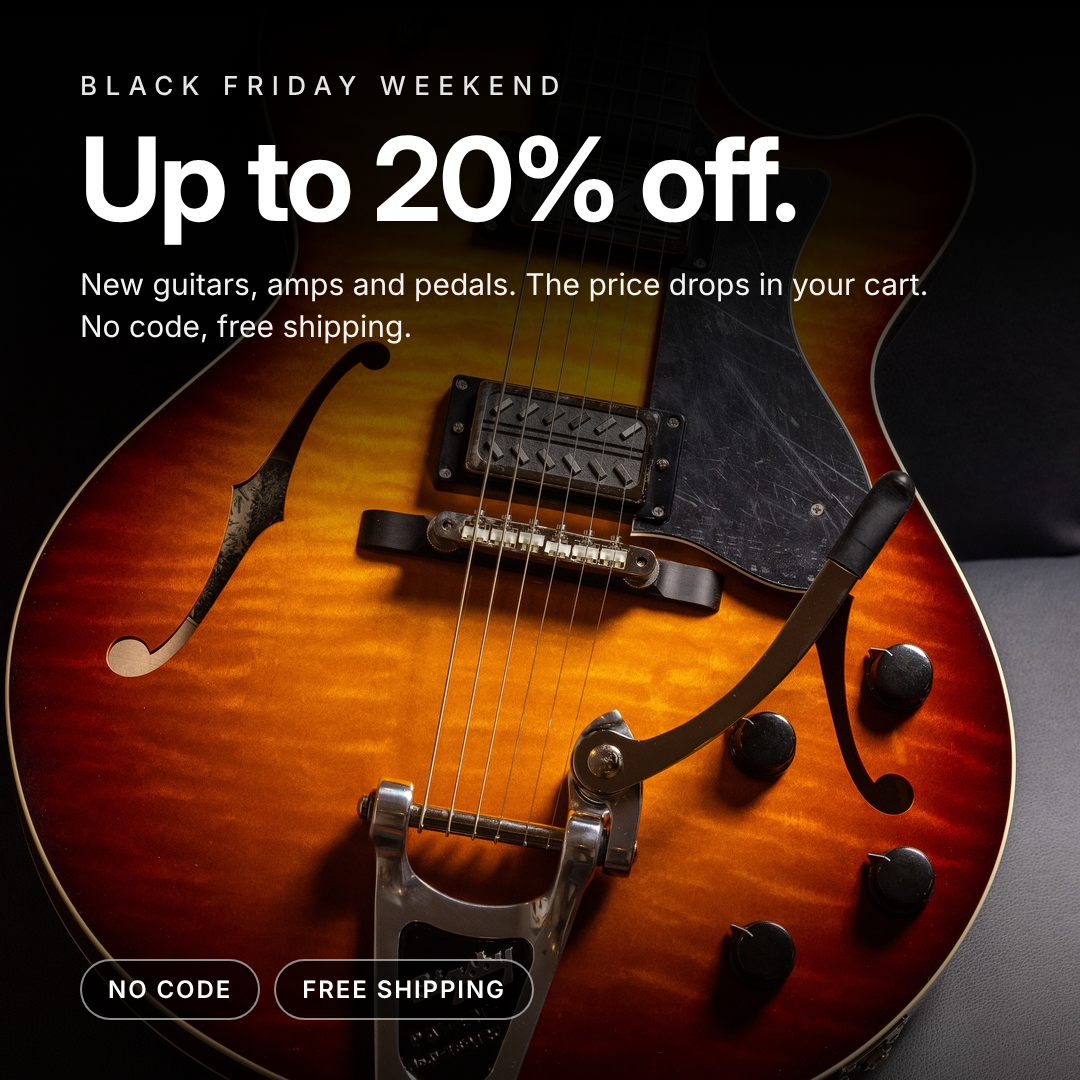 BLACK FRIDAY WEEKEND
Up to 20% off.
New guitars, amps and pedals. The price drops in your cart.
No code, free shipping.
NO CODE
FREE SHIPPING